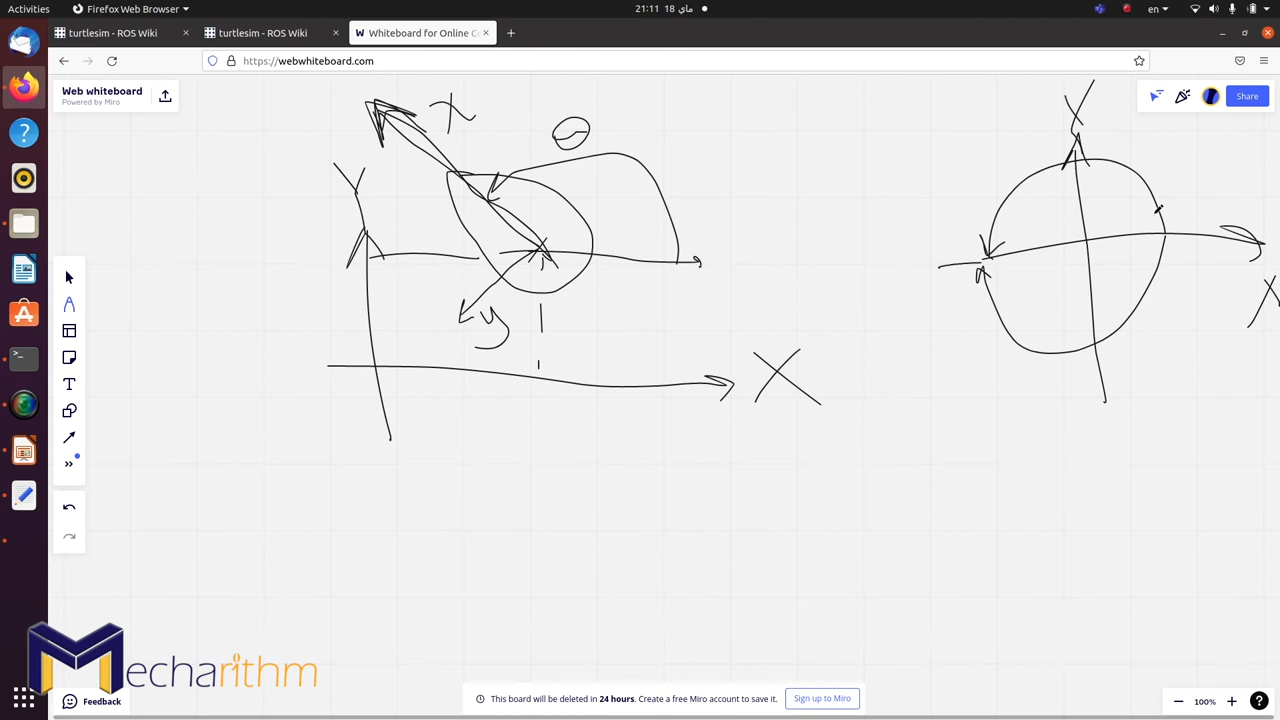 Activities
Firefox Web Browser
21:11 18 مای
en
turtlesim - ROS Wiki
turtlesim - ROS Wiki
Whiteboard for Online C
https://webwhiteboard.com
Web whiteboard
Powered by Miro
Share
x
θ
Y
X
y
X
X
Mecharithm
Feedback
This board will be deleted in 24 hours. Create a free Miro account to save it.
Sign up to Miro
100%